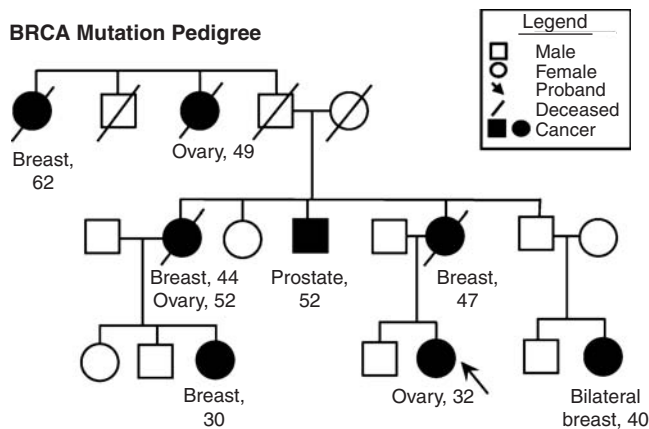 BRCA Mutation Pedigree
Legend
Male
Female
Proband
Deceased
Cancer
Breast,
62
Ovary, 49
Breast, 44
Ovary, 52
Prostate,
52
Breast,
47
Breast,
30
Ovary, 32
Bilateral
breast, 40